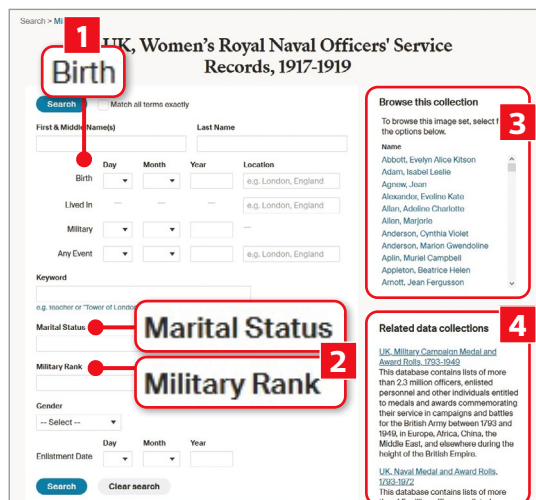 Search > Mi
1
UK, Women's Royal Naval Officers' Service
Records, 1917-1919
Birth
Search
Match all terms exactly
First & Middle Name(s)
Last Name
Day Month Year Location
Birth
e.g. London, England
Lived In — — —
e.g. London, England
Military
—
Any Event
e.g. London, England
Keyword
e.g. teacher or "Tower of London
Marital Status
Marital Status
2
Military Rank
Military Rank
Gender
-- Select --
Day Month Year
Enlistment Date
Search
Clear search
Browse this collection
To browse this image set, select f
the options below.
3
Name
Abbott, Evelyn Alice Kitson
Adam, Isabel Leslie
Agnew, Jean
Alexander, Eveline Kate
Allan, Adeline Charlotte
Allen, Marjorie
Anderson, Cynthia Violet
Anderson, Marion Gwendoline
Aplin, Muriel Campbell
Appleton, Beatrice Helen
Arnott, Jean Fergusson
Related data collections
4
UK, Military Campaign Medal and
Award Rolls, 1793-1949
This database contains lists of more
than 2.3 million officers, enlisted
personnel and other individuals entitled
to medals and awards commemorating
their service in campaigns and battles
for the British Army between 1793 and
1949, in Europe, Africa, China, the
Middle East, and elsewhere during the
height of the British Empire.
UK, Naval Medal and Award Rolls,
1793-1972
This database contains lists of more